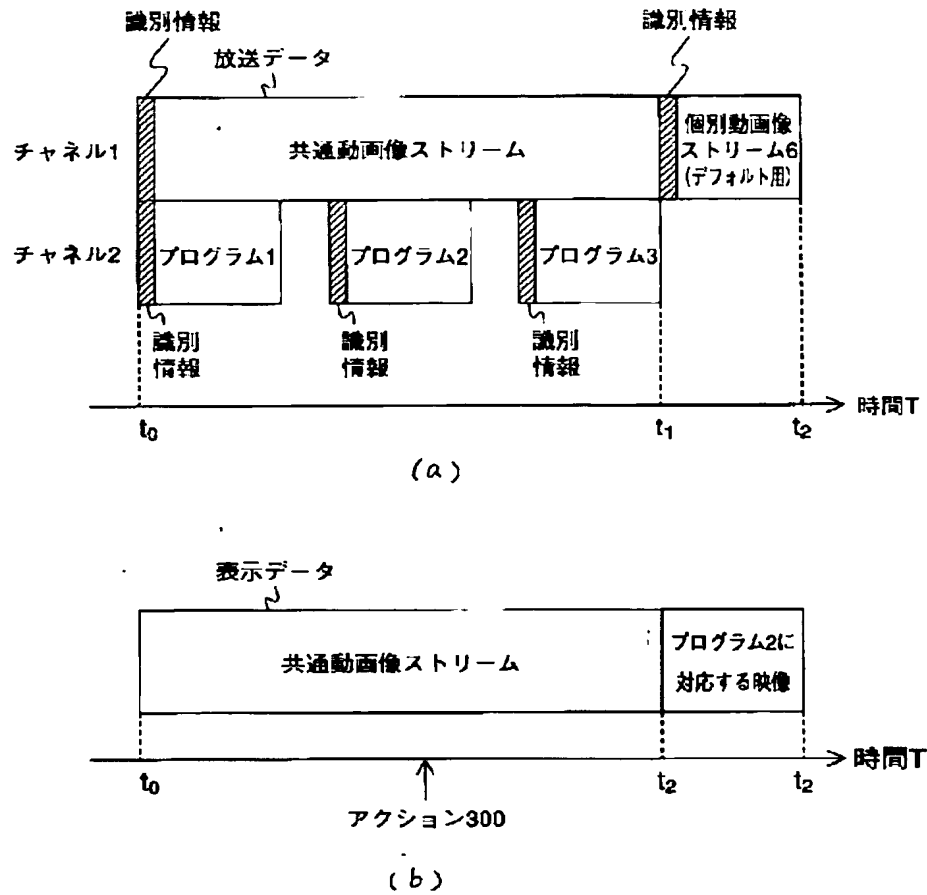 識別情報
識別情報
放送データ
チャネル1
共通動画像ストリーム
個別動画像
ストリーム6
(デフォルト用)
チャネル2
プログラム1
プログラム2
プログラム3
識別
情報
識別
情報
識別
情報
時間T
t0
t1
t2
(a)
表示データ
共通動画像ストリーム
プログラム2に
対応する映像
時間T
t0
t2
t2
アクション300
(b)